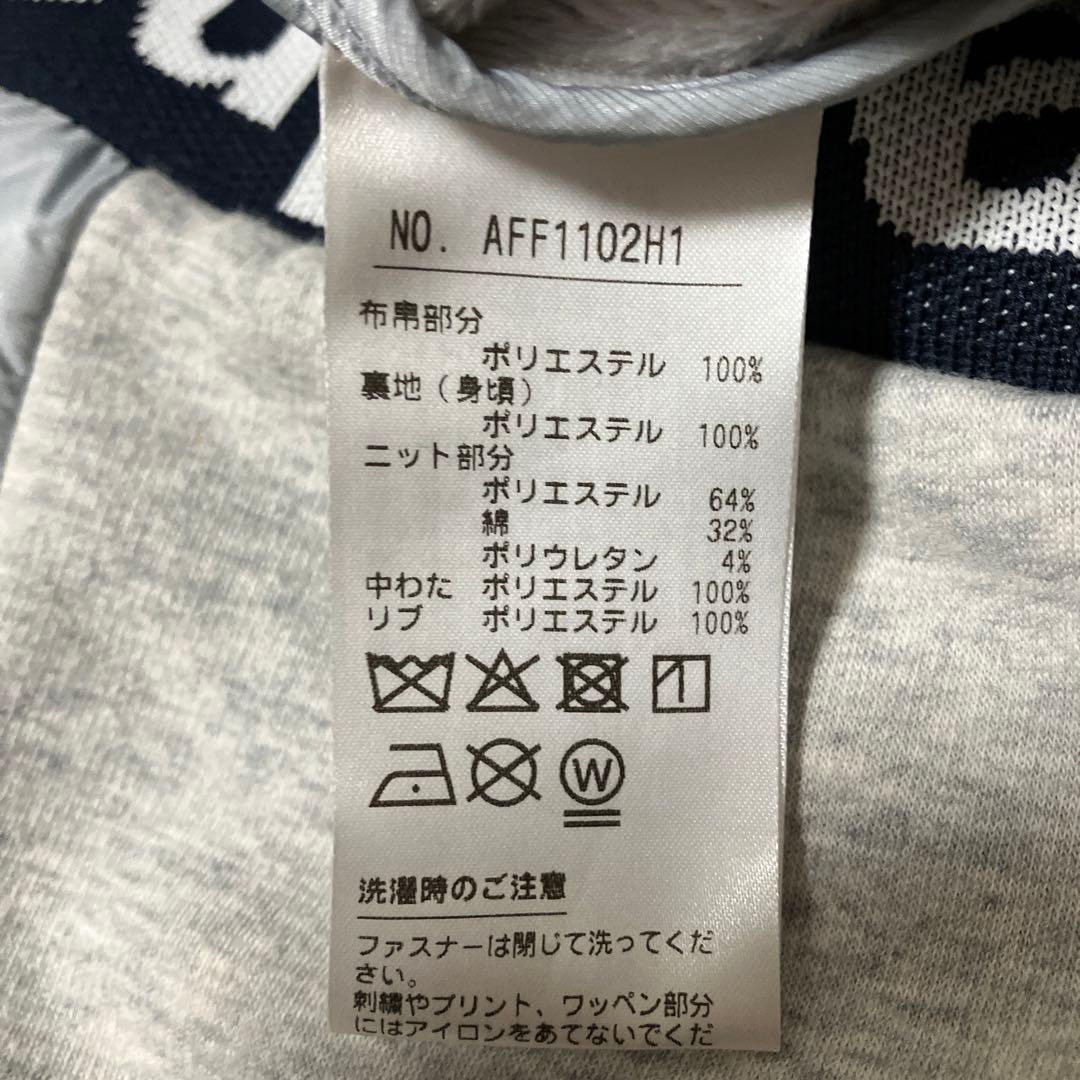 NO. AFF1102H1
布帛部分
ポリエステル 100%
裏地(身頃)
ポリエステル 100%
ニット部分
ポリエステル 64%
綿 32%
ポリウレタン 4%
中わた ポリエステル 100%
リブ ポリエステル 100%
W
洗濯時のご注意
ファスナーは閉じて洗ってくだ
さい。
刺繍やプリント、ワッペン部分
にはアイロンをあてないでくだ